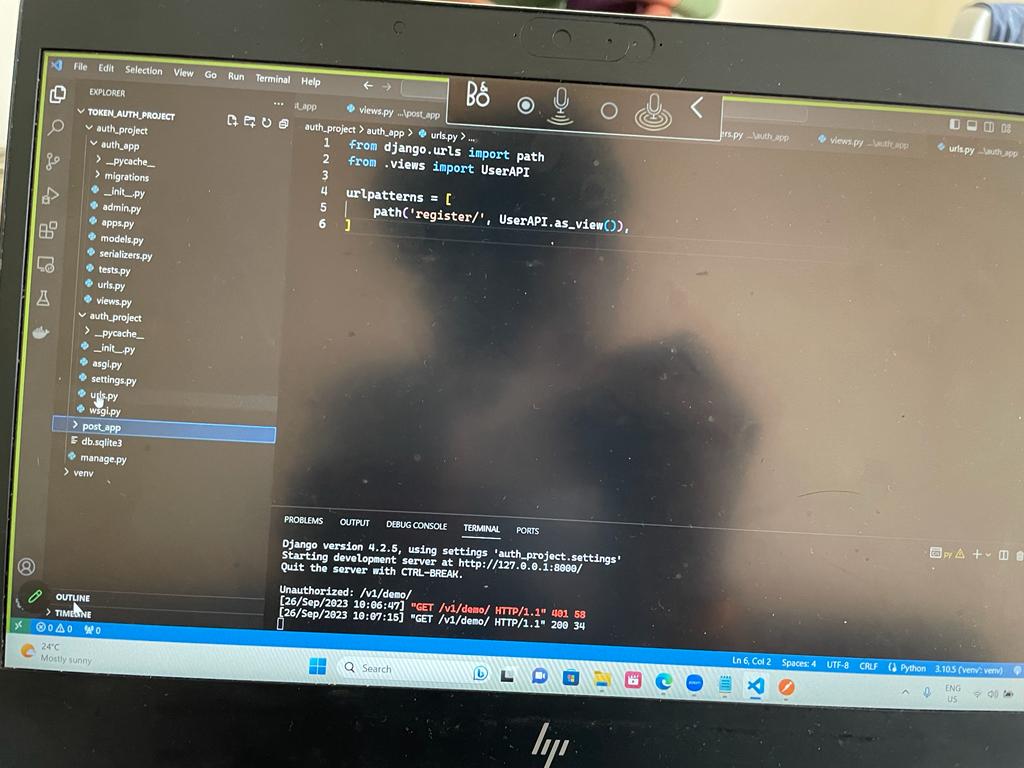 File Edit Selection View Go Run Terminal Help
EXPLORER
TOKEN_AUTH_PROJECT
auth_project
auth_app
__pycache__
migrations
__init__.py
admin.py
apps.py
models.py
serializers.py
tests.py
urls.py
views.py
auth_project
__pycache__
__init__.py
asgi.py
settings.py
urls.py
wsgi.py
post_app
db.sqlite3
manage.py
venv
OUTLINE
TIMELINE
views.py ...\post_app
views.py ...\auth_app
urls.py ...\auth_app
auth_project > auth_app > urls.py > ...
1 from django.urls import path
2 from .views import UserAPI
3
4 urlpatterns = [
5 path('register/', UserAPI.as_view()),
6 ]
PROBLEMS OUTPUT DEBUG CONSOLE TERMINAL PORTS
Django version 4.2.5, using settings 'auth_project.settings'
Starting development server at http://127.0.0.1:8000/
Quit the server with CTRL-BREAK.
Unauthorized: /v1/demo/
[26/Sep/2023 10:06:47] "GET /v1/demo/ HTTP/1.1" 401 58
[26/Sep/2023 10:07:15] "GET /v1/demo/ HTTP/1.1" 200 34
py
0 0 0
Ln 6, Col 2 Spaces: 4 UTF-8 CRLF Python 3.10.5 ('venv': venv)
24°C
Mostly sunny
Search
ENG
US
hp